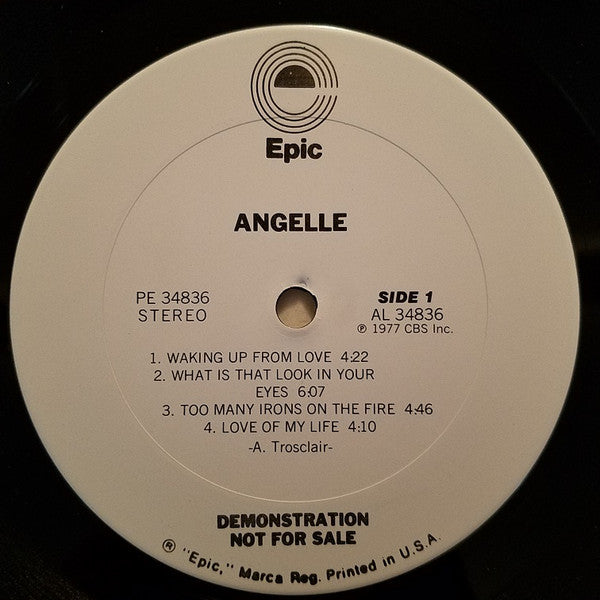 Epic
ANGELLE
PE 34836
STEREO
SIDE 1
AL 34836
℗ 1977 CBS Inc.
1. WAKING UP FROM LOVE 4:22
2. WHAT IS THAT LOOK IN YOUR
EYES 6:07
3. TOO MANY IRONS ON THE FIRE 4:46
4. LOVE OF MY LIFE 4:10
-A. Trosclair-
DEMONSTRATION
NOT FOR SALE
® "Epic," Marca Reg. Printed in U.S.A.